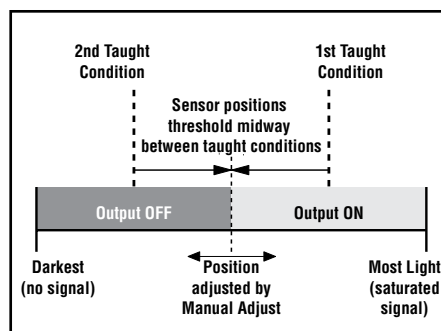 2nd Taught
Condition
1st Taught
Condition
Sensor positions
threshold midway
between taught conditions
Output OFF
Output ON
Darkest
(no signal)
Position
adjusted by
Manual Adjust
Most Light
(saturated
signal)